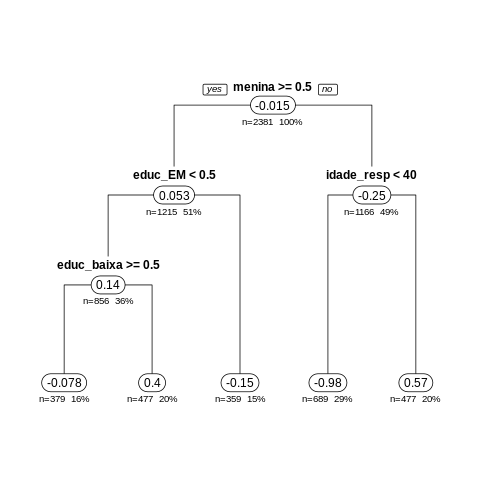 yes menina >= 0.5 no
-0.015
n=2381 100%
educ_EM < 0.5 idade_resp < 40
0.053 -0.25
n=1215 51% n=1166 49%
educ_baixa >= 0.5
0.14
n=856 36%
-0.078 0.4 -0.15 -0.98 0.57
n=379 16% n=477 20% n=359 15% n=689 29% n=477 20%